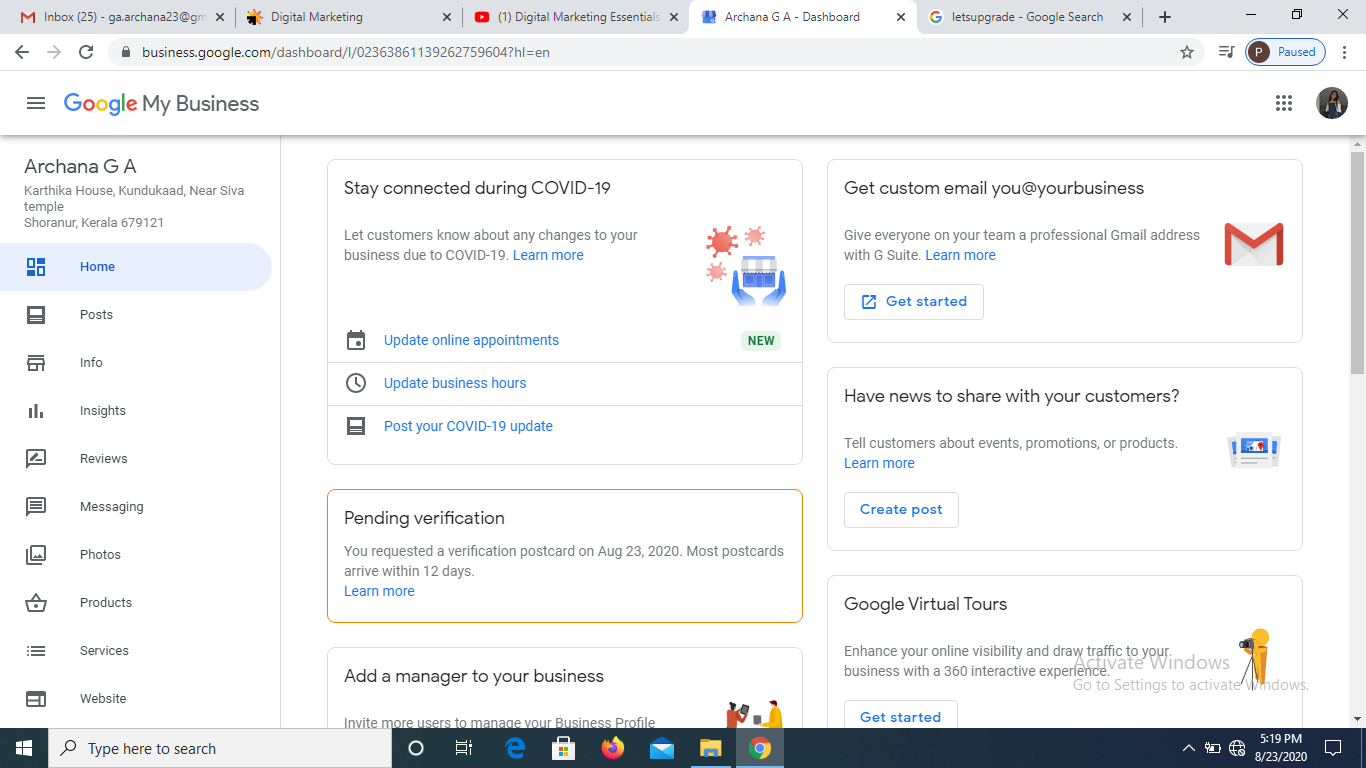 Inbox (25) - ga.archana23@gm
Digital Marketing
(1) Digital Marketing Essentials
Archana G A - Dashboard
letsupgrade - Google Search
business.google.com/dashboard/l/02363861139262759604?hl=en
P
Paused
Google My Business
Archana G A
Karthika House, Kundukaad, Near Siva
temple
Shoranur, Kerala 679121
Home
Posts
Info
Insights
Reviews
Messaging
Photos
Products
Services
Website
Stay connected during COVID-19
Let customers know about any changes to your
business due to COVID-19. Learn more
Update online appointments
NEW
Update business hours
Post your COVID-19 update
Pending verification
You requested a verification postcard on Aug 23, 2020. Most postcards
arrive within 12 days.
Learn more
Add a manager to your business
Invite more users to manage your Business Profile
Get custom email you@yourbusiness
Give everyone on your team a professional Gmail address
with G Suite. Learn more
Get started
Have news to share with your customers?
Tell customers about events, promotions, or products.
Learn more
Create post
Google Virtual Tours
Enhance your online visibility and draw traffic to your
business with a 360 interactive experience.
Get started
Activate Windows
Go to Settings to activate Windows.
Type here to search
5:19 PM
8/23/2020